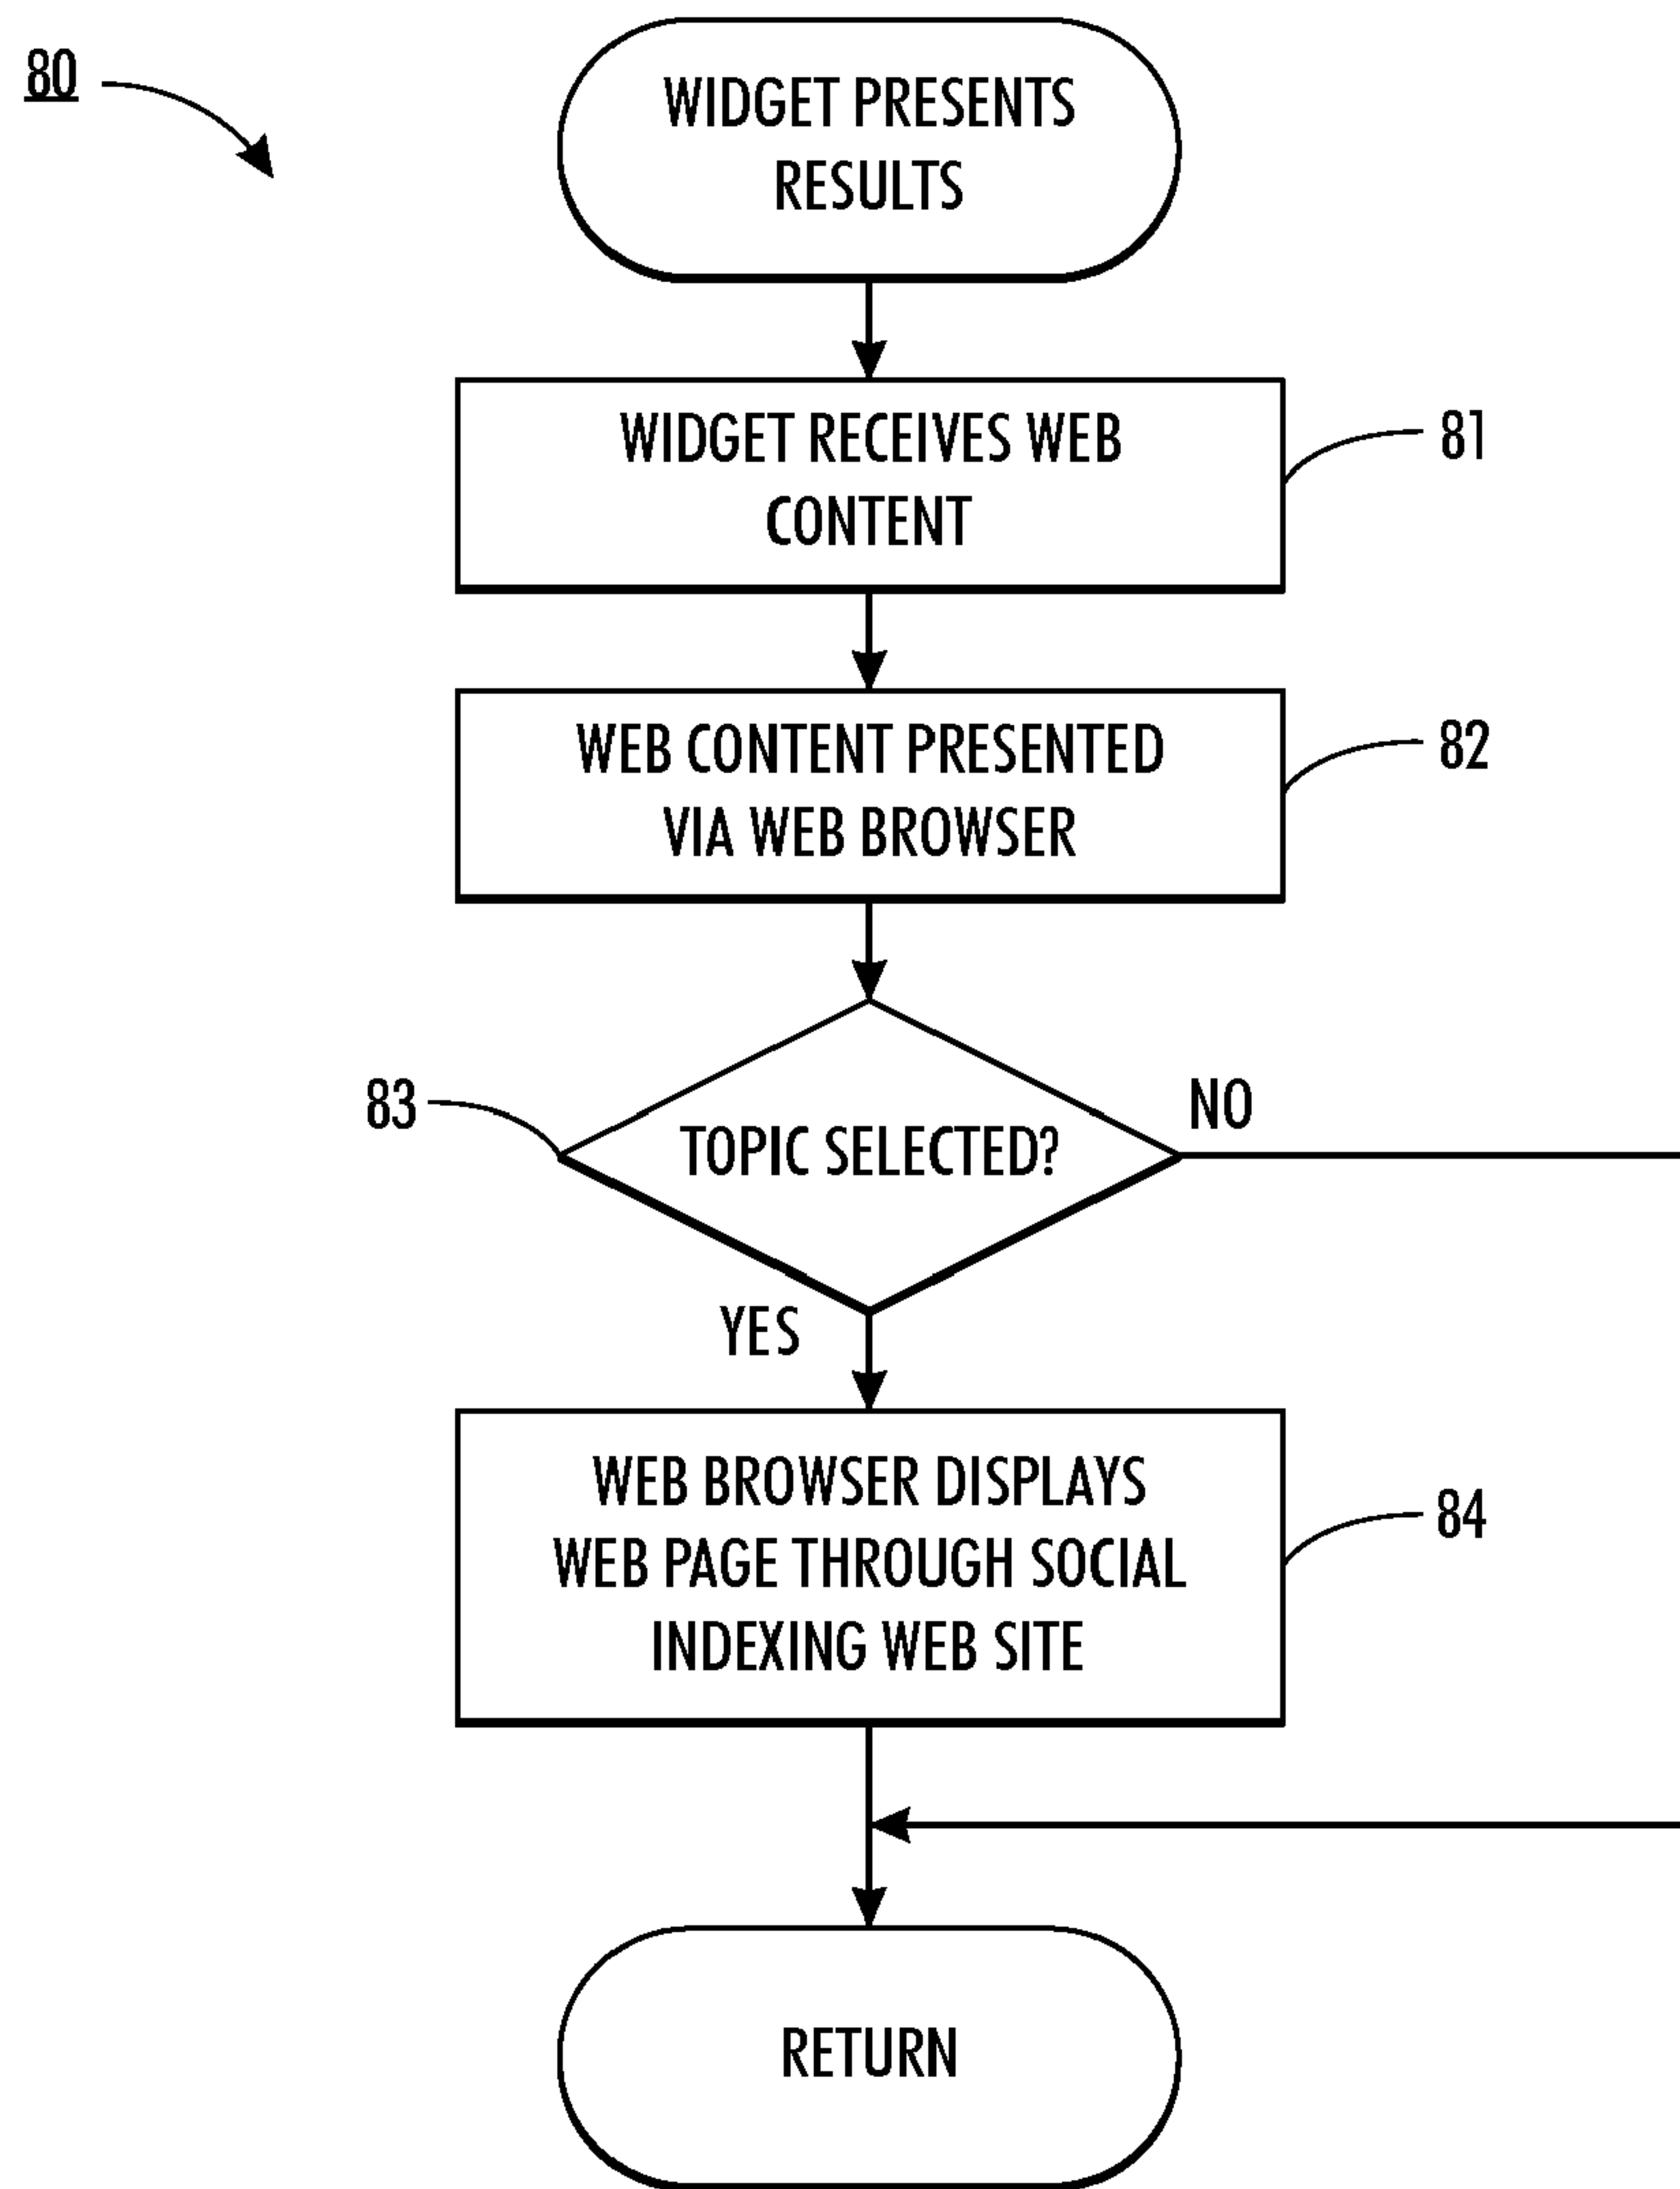 80
WIDGET PRESENTS
RESULTS
WIDGET RECEIVES WEB
CONTENT
81
WEB CONTENT PRESENTED
VIA WEB BROWSER
82
83
TOPIC SELECTED?
NO
YES
WEB BROWSER DISPLAYS
WEB PAGE THROUGH SOCIAL
INDEXING WEB SITE
84
RETURN